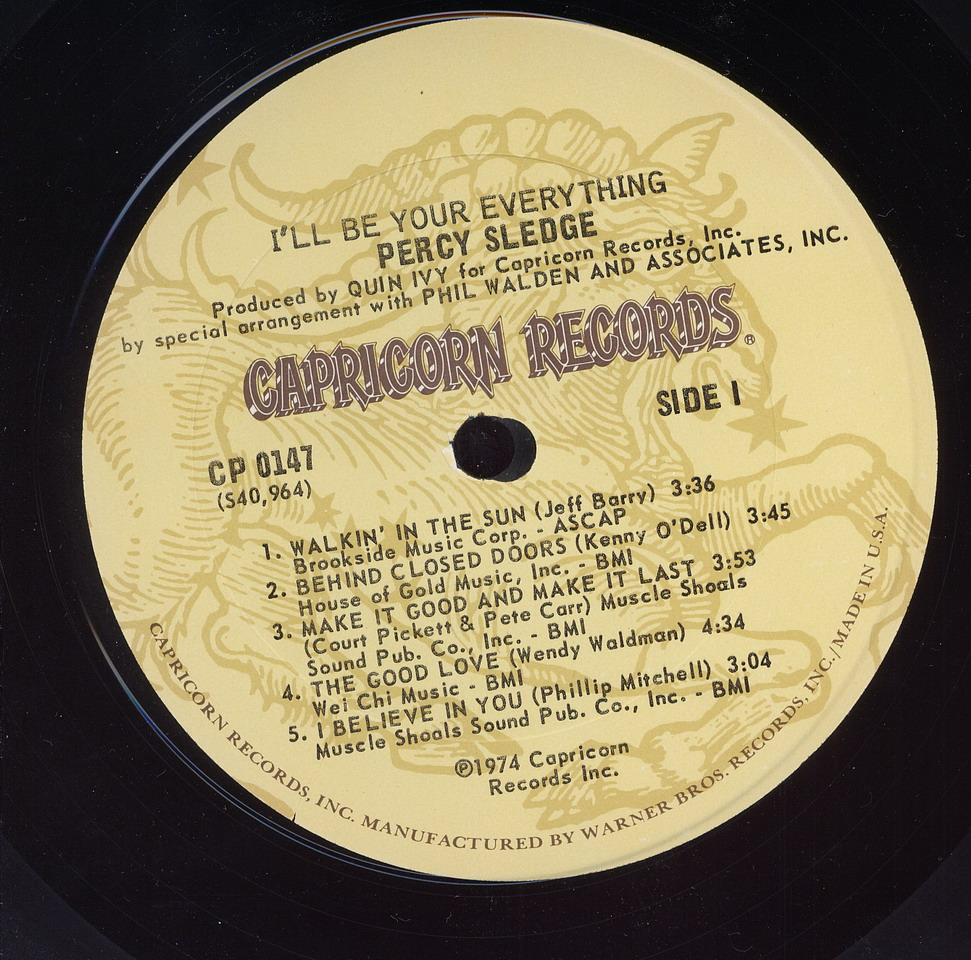 I'LL BE YOUR EVERYTHING
PERCY SLEDGE
Produced by QUIN IVY for Capricorn Records, Inc.
by special arrangement with PHIL WALDEN AND ASSOCIATES, INC.
CAPRICORN RECORDS®
SIDE 1
CP 0147
(S40,964)
1. WALKIN' IN THE SUN (Jeff Barry) 3:36
Brookside Music Corp. - ASCAP
2. BEHIND CLOSED DOORS (Kenny O'Dell) 3:45
House of Gold Music, Inc. - BMI
3. MAKE IT GOOD AND MAKE IT LAST 3:53
(Court Pickett & Pete Carr) Muscle Shoals
Sound Pub. Co., Inc. - BMI
4. THE GOOD LOVE (Wendy Waldman) 4:34
Wei Chi Music - BMI
5. I BELIEVE IN YOU (Phillip Mitchell) 3:04
Muscle Shoals Sound Pub. Co., Inc. - BMI
℗1974 Capricorn
Records Inc.
CAPRICORN RECORDS, INC. MANUFACTURED BY WARNER BROS. RECORDS, INC./MADE IN U.S.A.